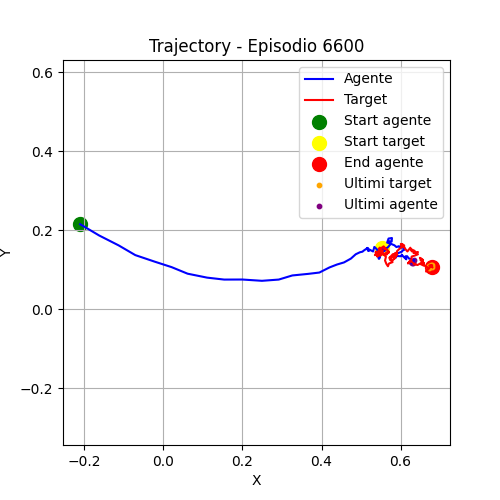 Trajectory - Episodio 6600
Agente
Target
Start agente
Start target
End agente
Ultimi target
Ultimi agente
0.6
0.4
0.2
0.0
−0.2
Y
−0.2
0.0
0.2
0.4
0.6
X